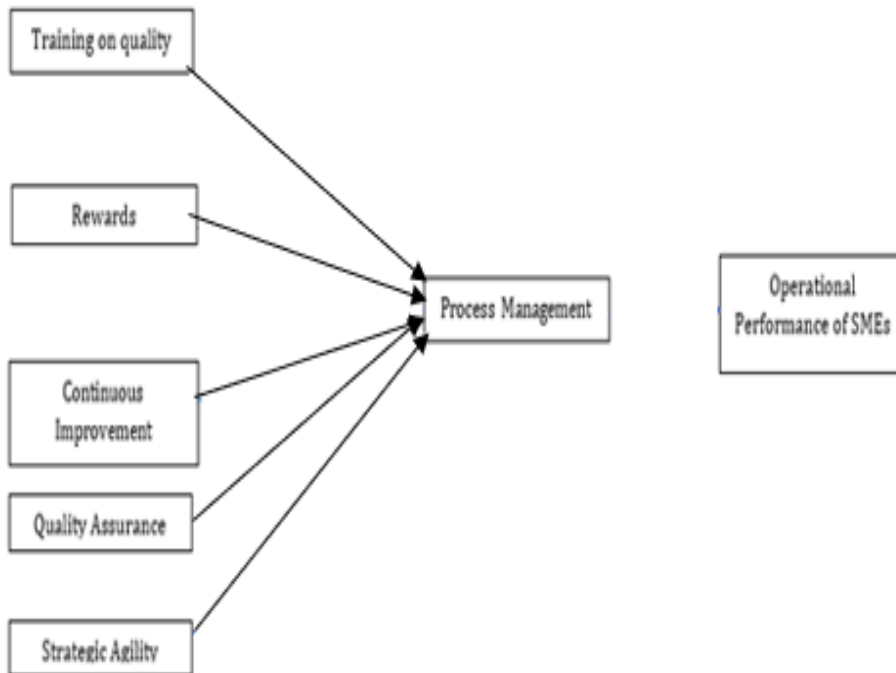 Training on quality
Rewards
Continuous
Improvement
Quality Assurance
Strategic Agility
Process Management
Operational
Performance of SMEs